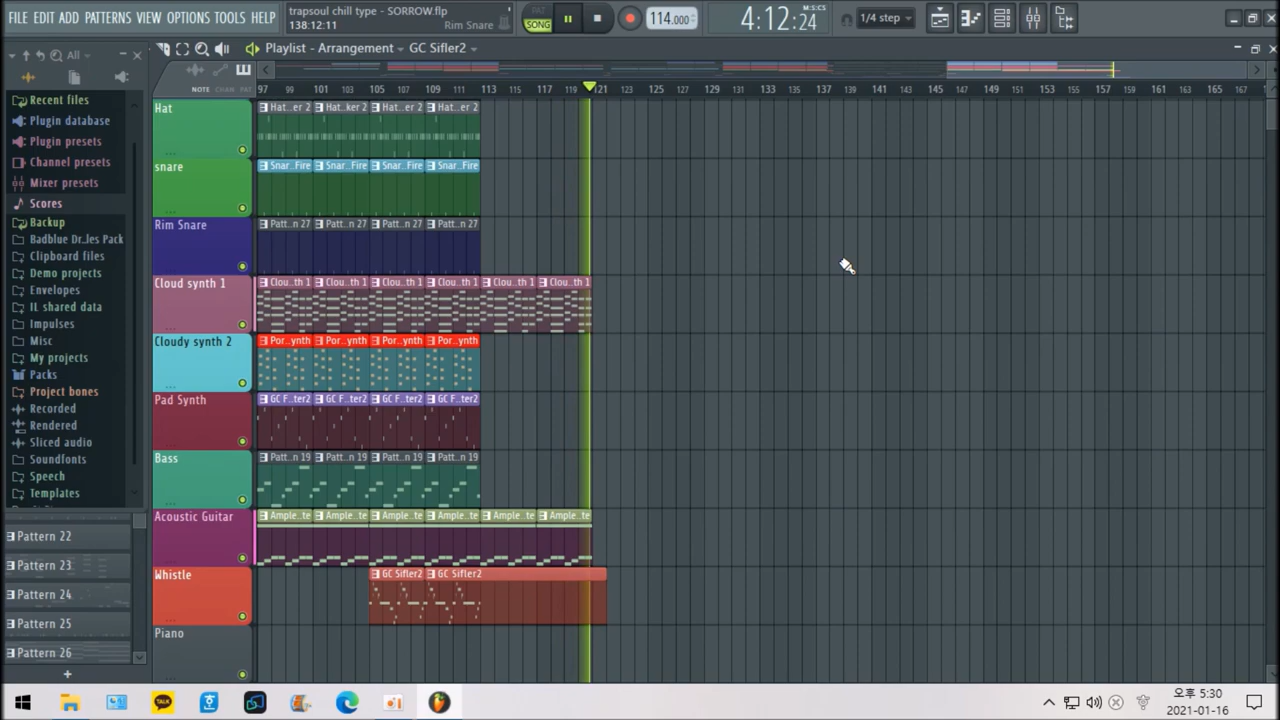 FILE EDIT ADD PATTERNS VIEW OPTIONS TOOLS HELP
trapsoul chill type - SORROW.flp
138:12:11 Rim Snare
PAT
SONG
114.000
4:12:24
M:S:CS
1/4 step
All
Playlist - Arrangement GC Sifler2
NOTE CHAN PAT
97 99 101 103 105 107 109 111 113 115 117 119 121 123 125 127 129 131 133 135 137 139 141 143 145 147 149 151 153 155 157 159 161 163 165 167
Recent files
Plugin database
Plugin presets
Channel presets
Mixer presets
Scores
Backup
Badblue Dr..les Pack
Clipboard files
Demo projects
Envelopes
IL shared data
Impulses
Misc
My projects
Packs
Project bones
Recorded
Rendered
Sliced audio
Soundfonts
Speech
Templates
Pattern 22
Pattern 23
Pattern 24
Pattern 25
Pattern 26
+
Hat
Hat..er 2 Hat..ker 2 Hat..er 2 Hat..er 2
snare
Snar..Fire Snar..Fire Snar..Fire Snar..Fire
Rim Snare
Patt..n 27 Patt..n 27 Patt..n 27 Patt..n 27
Cloud synth 1
Clou..th 1 Clou..th 1 Clou..th 1 Clou..th 1 Clou..th 1 Clou..th 1
Cloudy synth 2
Por..ynth Por..ynth Por..ynth Por..ynth
Pad Synth
GC F..ter2 GC F..ter2 GC F..ter2 GC F..ter2
Bass
Patt..n 19 Patt..n 19 Patt..n 19 Patt..n 19
Acoustic Guitar
Ample..te Ample..te Ample..te Ample..te Ample..te Ample..te
Whistle
GC Sifler2 GC Sifler2
Piano
TALK
오후 5:30
2021-01-16